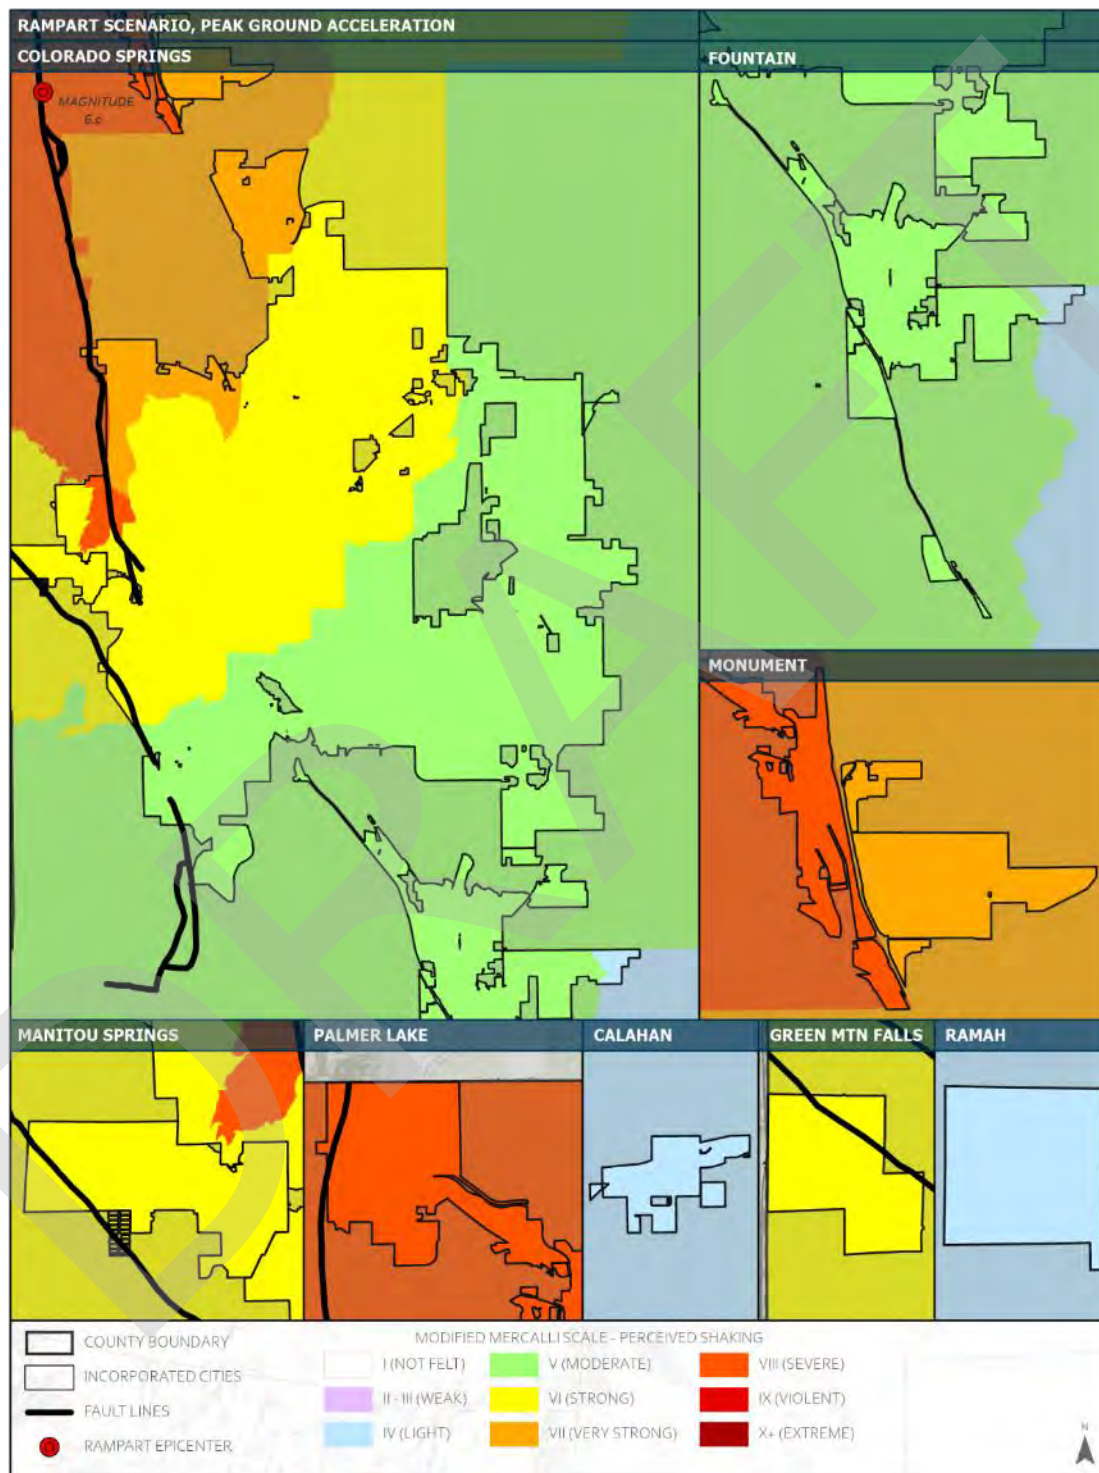 RAMPART SCENARIO, PEAK GROUND ACCELERATION
COLORADO SPRINGS
FOUNTAIN
MAGNITUDE
6.0
MONUMENT
MANITOU SPRINGS
PALMER LAKE
CALAHAN
GREEN MTN FALLS
RAMAH
COUNTY BOUNDARY
INCORPORATED CITIES
FAULT LINES
RAMPART EPICENTER
MODIFIED MERCALLI SCALE - PERCEIVED SHAKING
I (NOT FELT)
II - III (WEAK)
IV (LIGHT)
V (MODERATE)
VI (STRONG)
VII (VERY STRONG)
VIII (SEVERE)
IX (VIOLENT)
X+ (EXTREME)
N
DRAFT